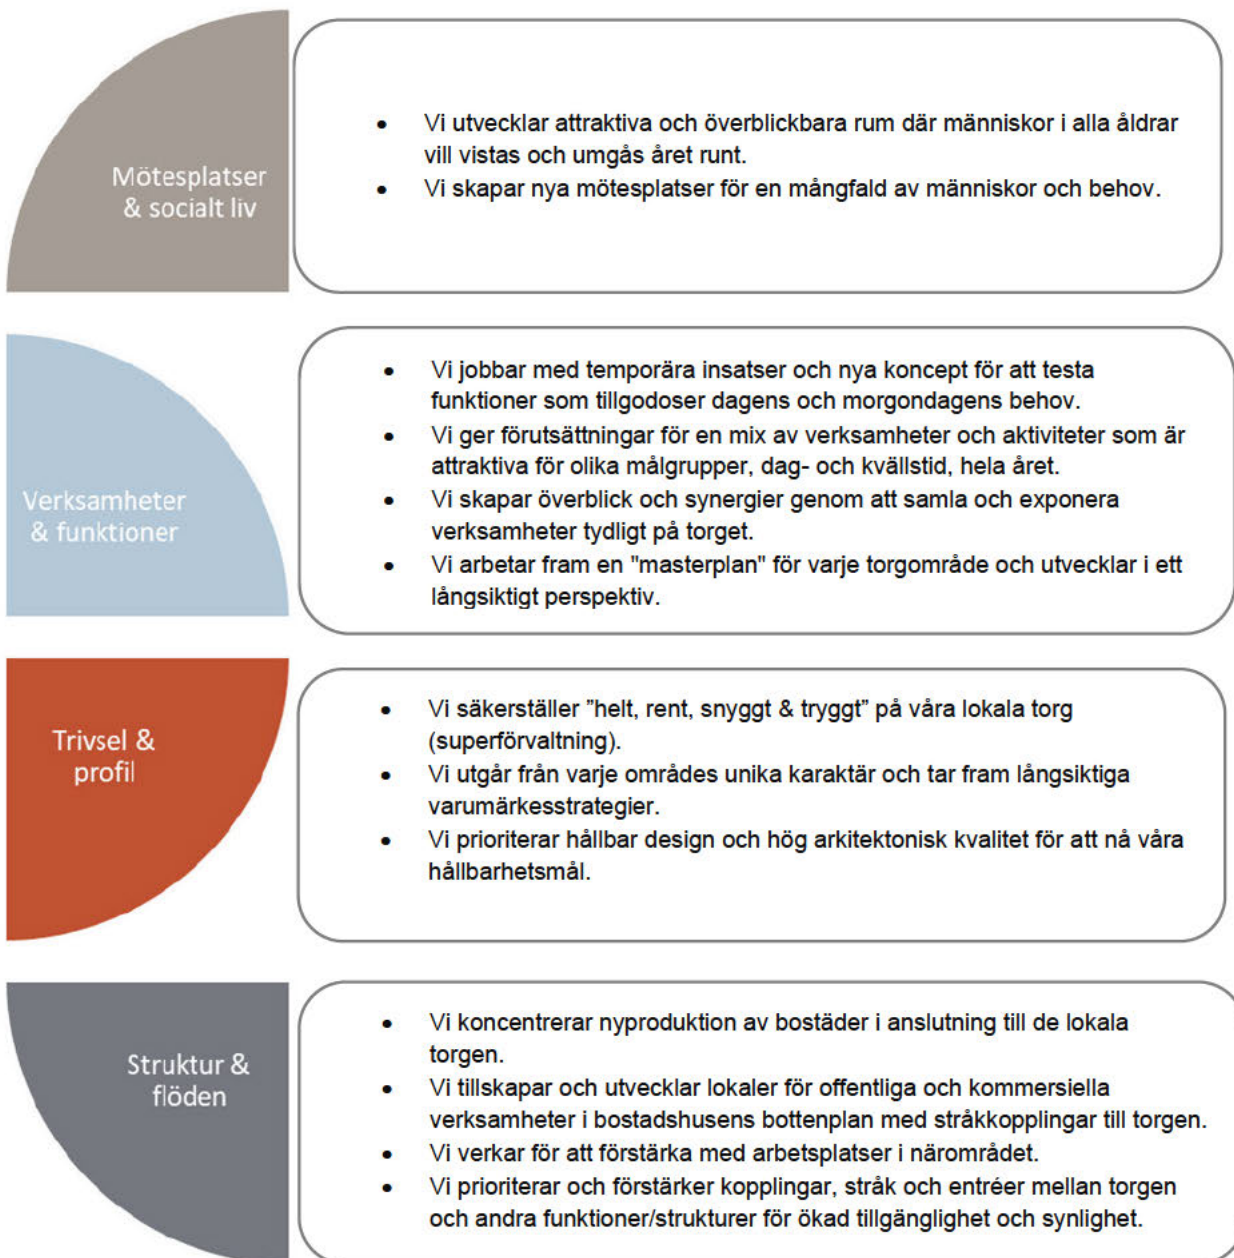 Mötesplatser
& socialt liv
• Vi utvecklar attraktiva och överblickbara rum där människor i alla åldrar
vill vistas och umgås året runt.
• Vi skapar nya mötesplatser för en mångfald av människor och behov.
Verksamheter
& funktioner
• Vi jobbar med temporära insatser och nya koncept för att testa
funktioner som tillgodoser dagens och morgondagens behov.
• Vi ger förutsättningar för en mix av verksamheter och aktiviteter som är
attraktiva för olika målgrupper, dag- och kvällstid, hela året.
• Vi skapar överblick och synergier genom att samla och exponera
verksamheter tydligt på torget.
• Vi arbetar fram en "masterplan" för varje torgområde och utvecklar i ett
långsiktigt perspektiv.
Trivsel &
profil
• Vi säkerställer ”helt, rent, snyggt & tryggt” på våra lokala torg
(superförvaltning).
• Vi utgår från varje områdes unika karaktär och tar fram långsiktiga
varumärkesstrategier.
• Vi prioriterar hållbar design och hög arkitektonisk kvalitet för att nå våra
hållbarhetsmål.
Struktur &
flöden
• Vi koncentrerar nyproduktion av bostäder i anslutning till de lokala
torgen.
• Vi tillskapar och utvecklar lokaler för offentliga och kommersiella
verksamheter i bostadshusens bottenplan med stråkkopplingar till torgen.
• Vi verkar för att förstärka med arbetsplatser i närområdet.
• Vi prioriterar och förstärker kopplingar, stråk och entréer mellan torgen
och andra funktioner/strukturer för ökad tillgänglighet och synlighet.